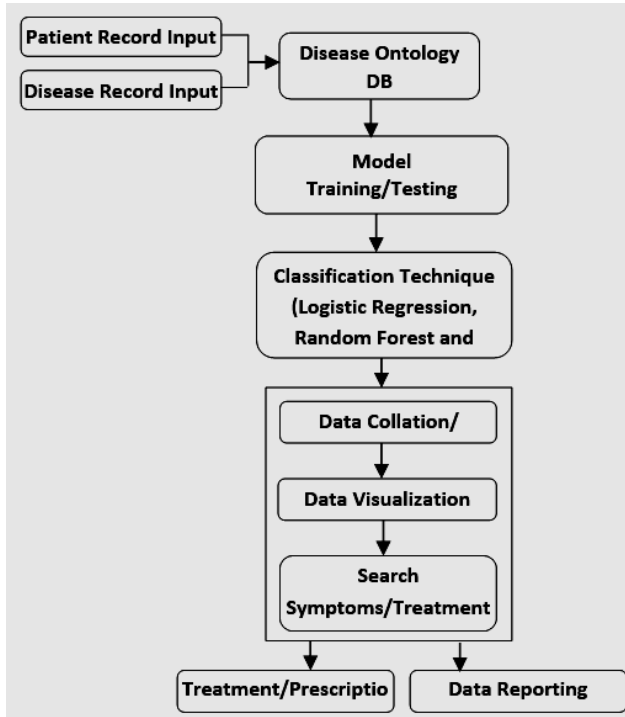 Patient Record Input
Disease Record Input
Disease Ontology
DB
Model
Training/Testing
Classification Technique
(Logistic Regression,
Random Forest and
Data Collation/
Data Visualization
Search
Symptoms/Treatment
Treatment/Prescriptio
Data Reporting